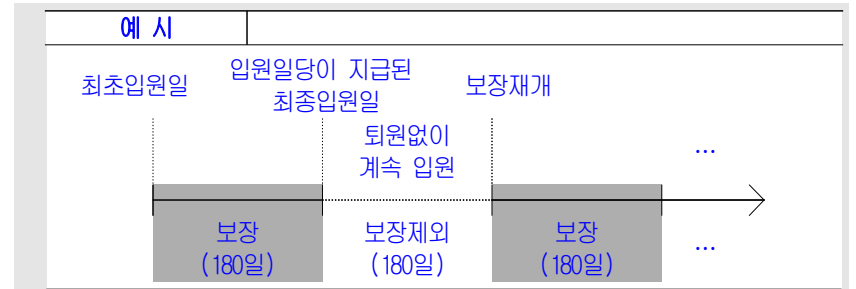 예 시
최초입원일
입원일당이 지급된
최종입원일
보장재개
퇴원없이
계속 입원
...
보장
(180일)
보장제외
(180일)
보장
(180일)
...